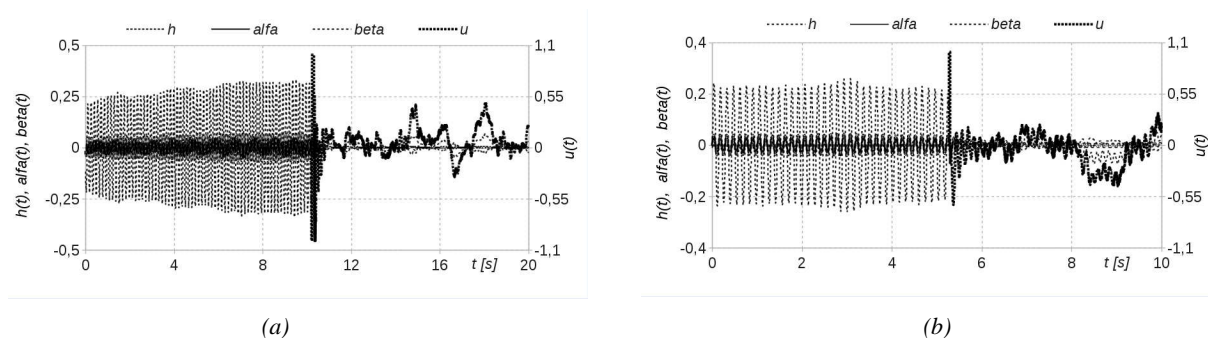 h alfa beta u
0,5
0,25
0
-0,25
-0,5
h(t), alfa(t), beta(t)
1,1
0,55
0
-0,55
-1,1
u(t)
0 4 8 12 16 t [s] 20
(a)
h alfa beta u
0,4
0,2
0
-0,2
-0,4
h(t), alfa(t), beta(t)
1,1
0,55
0
-0,55
-1,1
u(t)
0 2 4 6 8 t [s] 10
(b)